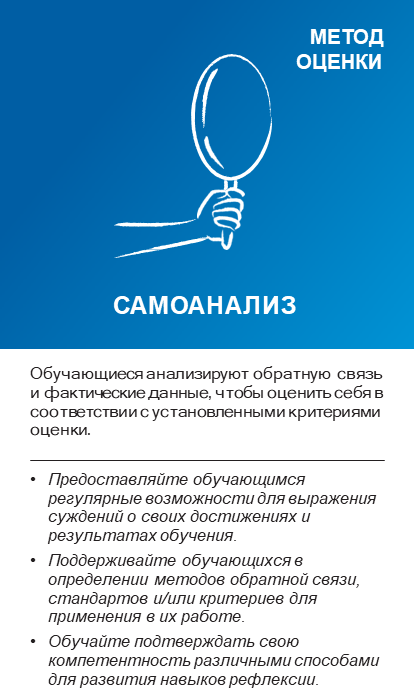 МЕТОД
ОЦЕНКИ
САМОАНАЛИЗ
Обучающиеся анализируют обратную связь
и фактические данные, чтобы оценить себя в
соответствии с установленными критериями
оценки.
• Предоставляйте обучающимся
регулярные возможности для выражения
суждений о своих достижениях и
результатах обучения.
• Поддерживайте обучающихся в
определении методов обратной связи,
стандартов и/или критериев для
применения в их работе.
• Обучайте подтверждать свою
компетентность различными способами
для развития навыков рефлексии.